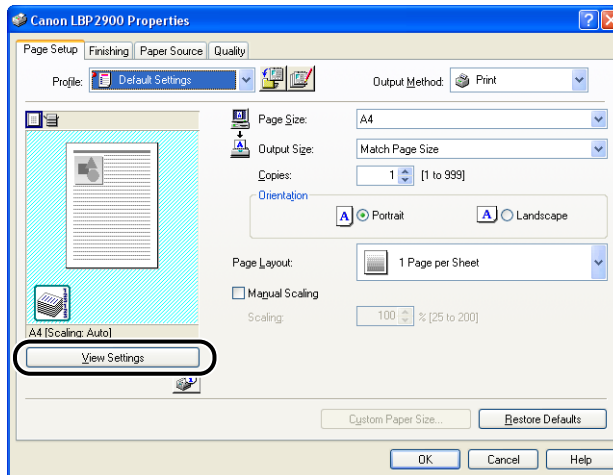 Canon LBP2900 Properties
Page Setup Finishing Paper Source Quality
Profile: Default Settings Output Method: Print
Page Size: A4
Output Size: Match Page Size
Copies: 1 [1 to 999]
Orientation
A Portrait A Landscape
Page Layout: 1 Page per Sheet
Manual Scaling
Scaling: 100 % [25 to 200]
A4 [Scaling: Auto]
View Settings
Custom Paper Size... Restore Defaults
OK Cancel Help